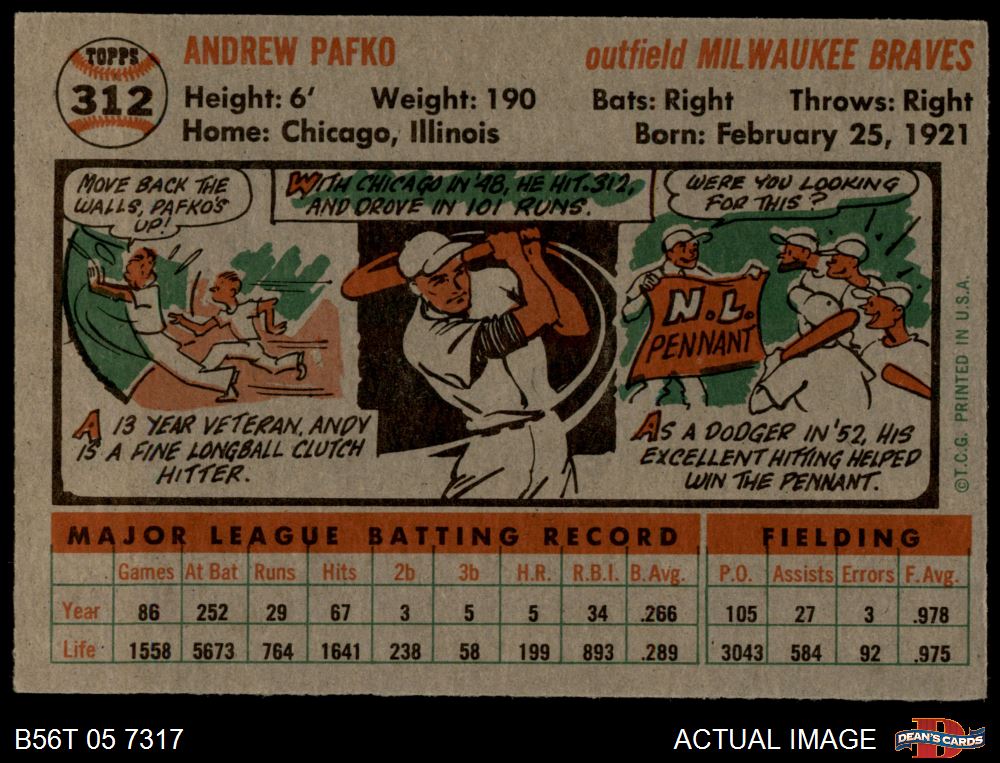 TOPPS
312
ANDREW PAFKO
outfield MILWAUKEE BRAVES
Height: 6' Weight: 190 Bats: Right Throws: Right
Home: Chicago, Illinois Born: February 25, 1921
MOVE BACK THE
WALLS, PAFKO'S
UP!
WITH CHICAGO IN '48, HE HIT .312,
AND DROVE IN 101 RUNS.
WERE YOU LOOKING
FOR THIS?
N.L.
PENNANT
A 13 YEAR VETERAN, ANDY
IS A FINE LONGBALL CLUTCH
HITTER.
AS A DODGER IN '52, HIS
EXCELLENT HITTING HELPED
WIN THE PENNANT.
©T.C.G. PRINTED IN U.S.A.
MAJOR LEAGUE BATTING RECORD FIELDING
Games At Bat Runs Hits 2b 3b H.R. R.B.I. B.Avg. P.O. Assists Errors F.Avg.
Year 86 252 29 67 3 5 5 34 .266 105 27 3 .978
Life 1558 5673 764 1641 238 58 199 893 .289 3043 584 92 .975
B56T 05 7317 ACTUAL IMAGE DEAN'S CARDS